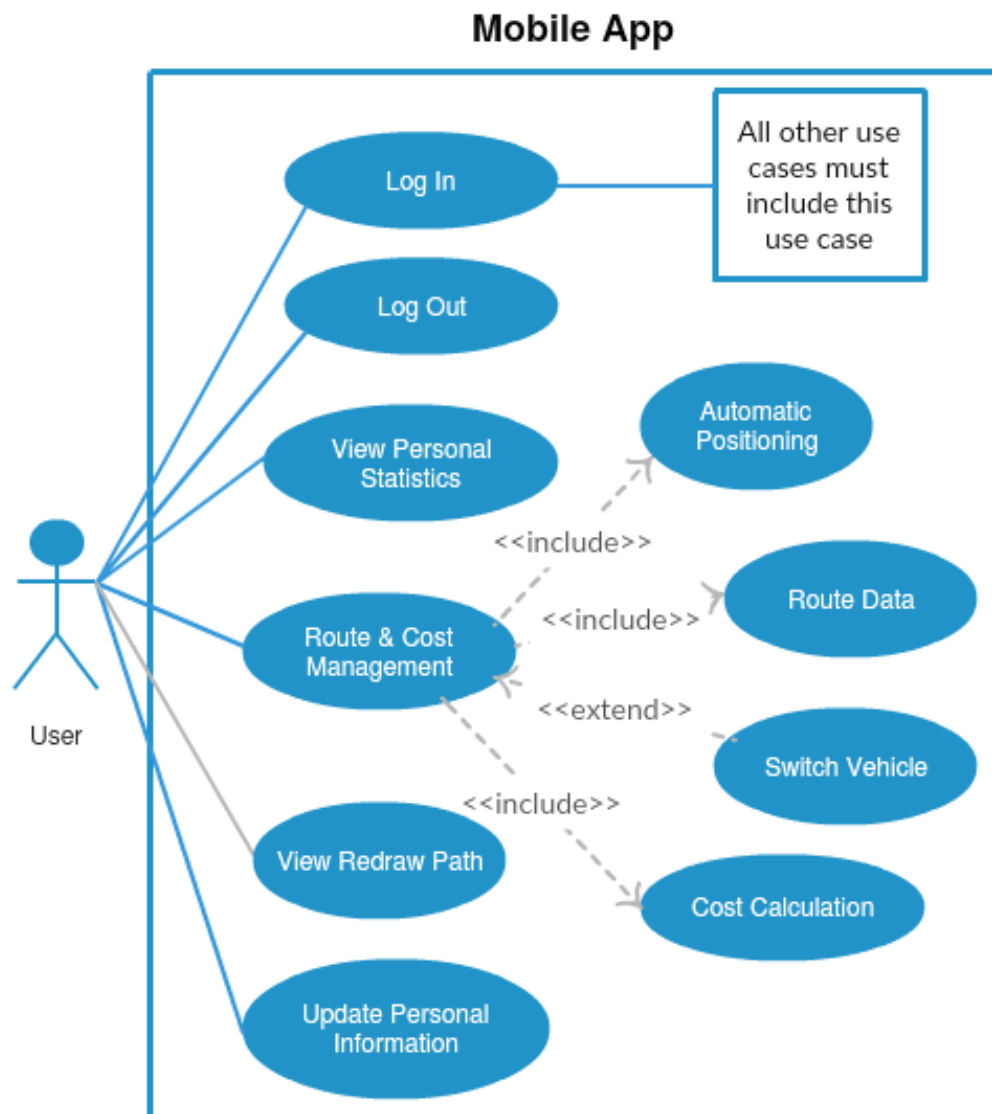 Mobile App
Log In
All other use
cases must
include this
use case
Log Out
Automatic
Positioning
View Personal
Statistics
<<include>>
Route Data
<<include>>
Route & Cost
Management
<<extend>>
User
Switch Vehicle
<<include>>
View Redraw Path
Cost Calculation
Update Personal
Information